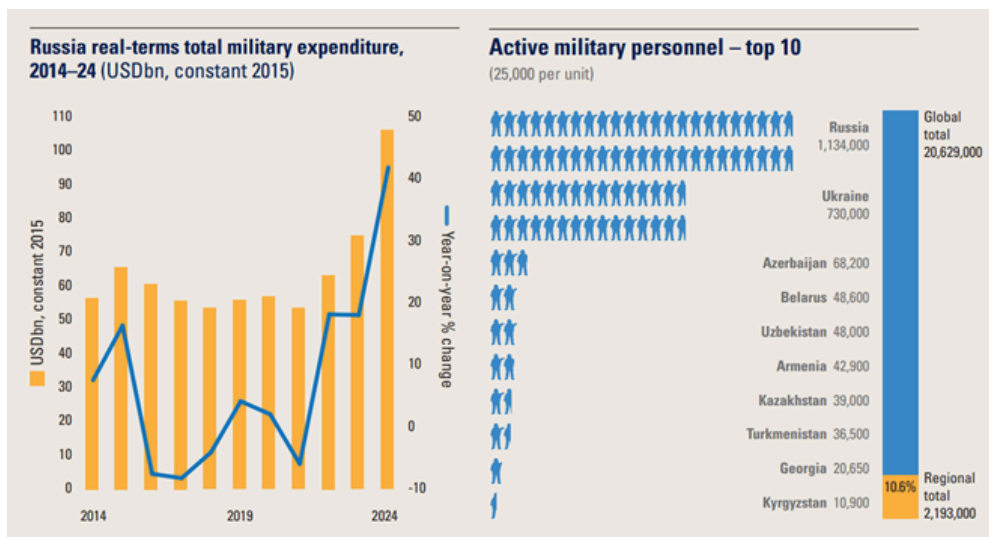 Russia real-terms total military expenditure,
2014–24 (USDbn, constant 2015)
110
100
90
80
70
60
50
40
30
20
10
0
USDbn, constant 2015
50
40
30
20
10
0
-10
Year-on-year % change
2014
2019
2024
Active military personnel – top 10
(25,000 per unit)
Russia
1,134,000
Ukraine
730,000
Azerbaijan 68,200
Belarus 48,600
Uzbekistan 48,000
Armenia 42,900
Kazakhstan 39,000
Turkmenistan 36,500
Georgia 20,650
Kyrgyzstan 10,900
Global
total
20,629,000
10.6%
Regional
total
2,193,000